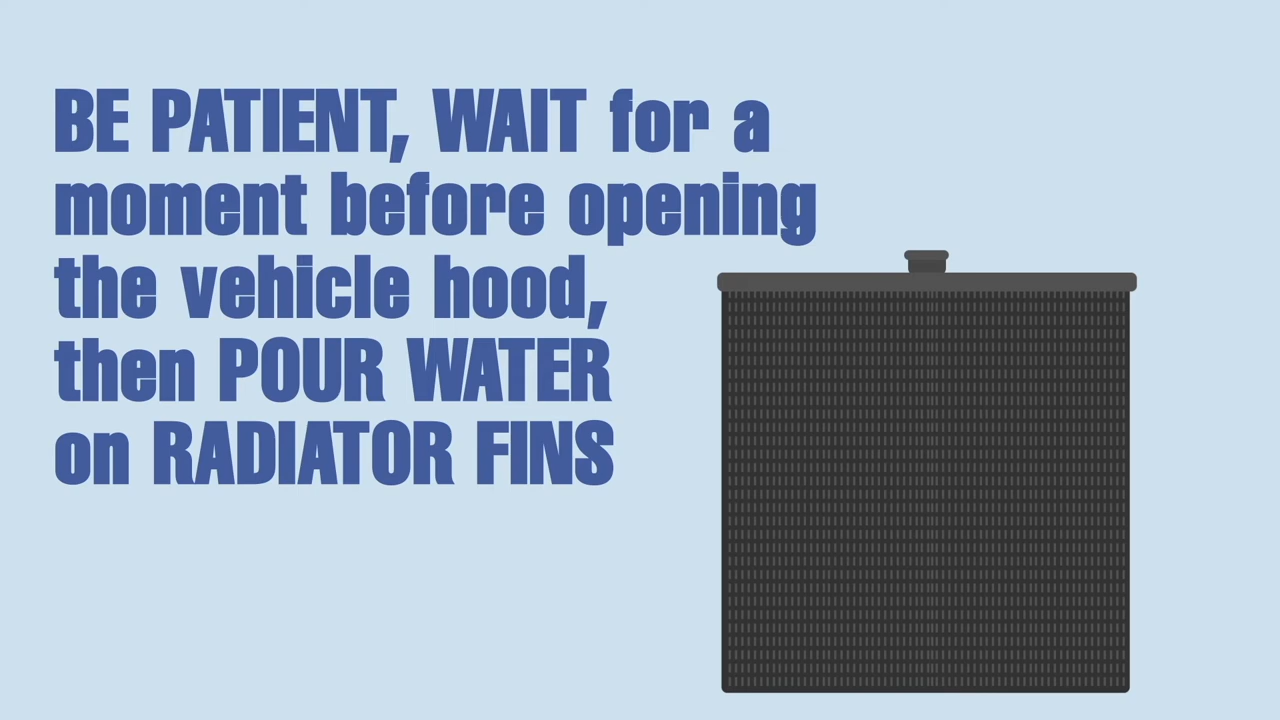 BE PATIENT, WAIT for a
moment before opening
the vehicle hood,
then POUR WATER
on RADIATOR FINS